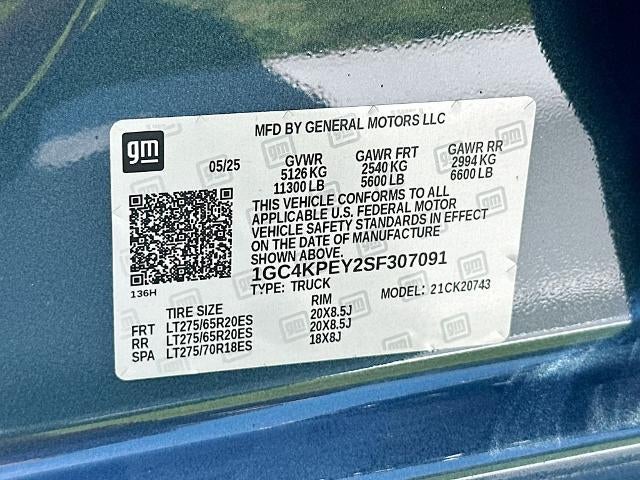 gm
MFD BY GENERAL MOTORS LLC
05/25 GVWR GAWR FRT GAWR RR
5126 KG 2540 KG 2994 KG
11300 LB 5600 LB 6600 LB
THIS VEHICLE CONFORMS TO ALL
APPLICABLE U.S. FEDERAL MOTOR
VEHICLE SAFETY STANDARDS IN EFFECT
ON THE DATE OF MANUFACTURE
SHOWN ABOVE.
1GC4KPEY2SF307091
136H
TYPE: TRUCK MODEL: 21CK20743
TIRE SIZE RIM
FRT LT275/65R20ES 20X8.5J
RR LT275/65R20ES 20X8.5J
SPA LT275/70R18ES 18X8J